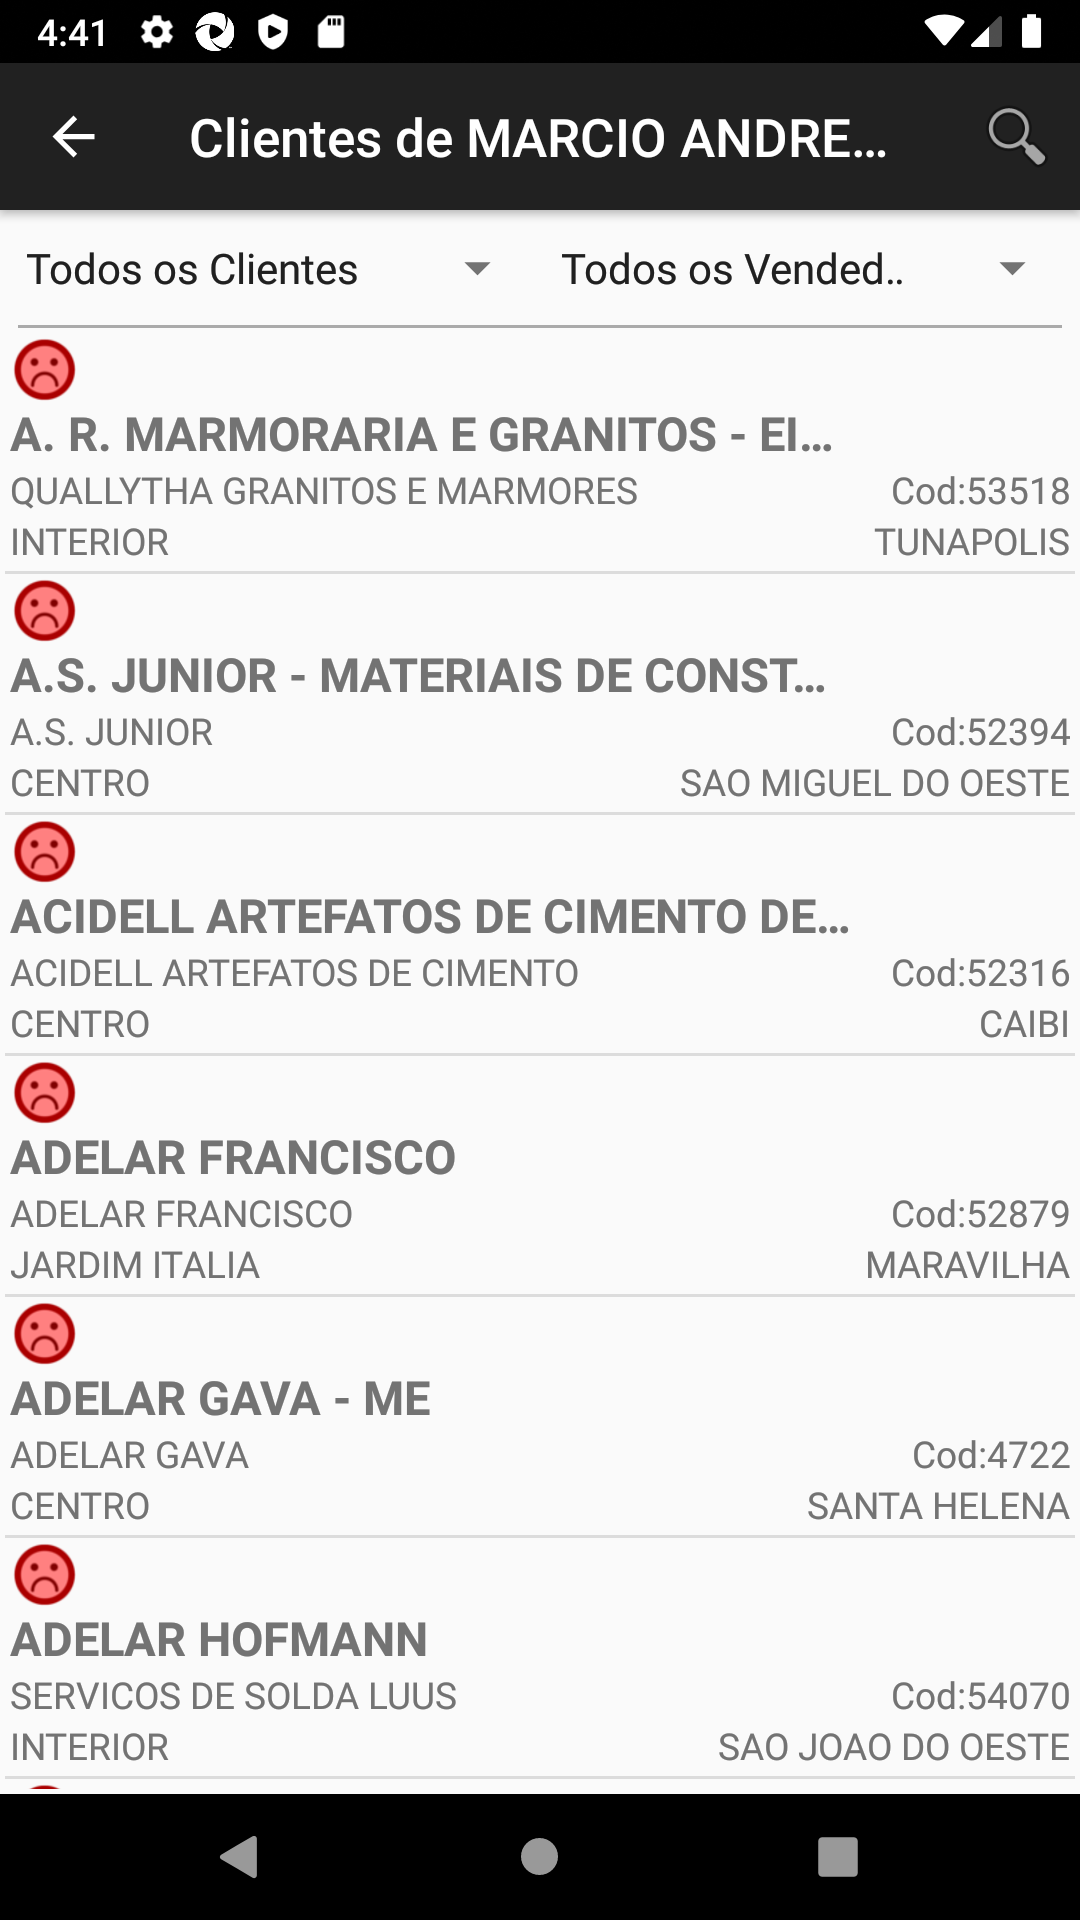 4:41
Clientes de MARCIO ANDRE...
Todos os Clientes
Todos os Vended..
A. R. MARMORARIA E GRANITOS - EI...
QUALLYTHA GRANITOS E MARMORES Cod:53518
INTERIOR TUNAPOLIS
A.S. JUNIOR - MATERIAIS DE CONST...
A.S. JUNIOR Cod:52394
CENTRO SAO MIGUEL DO OESTE
ACIDELL ARTEFATOS DE CIMENTO DE...
ACIDELL ARTEFATOS DE CIMENTO Cod:52316
CENTRO CAIBI
ADELAR FRANCISCO
ADELAR FRANCISCO Cod:52879
JARDIM ITALIA MARAVILHA
ADELAR GAVA - ME
ADELAR GAVA Cod:4722
CENTRO SANTA HELENA
ADELAR HOFMANN
SERVICOS DE SOLDA LUUS Cod:54070
INTERIOR SAO JOAO DO OESTE